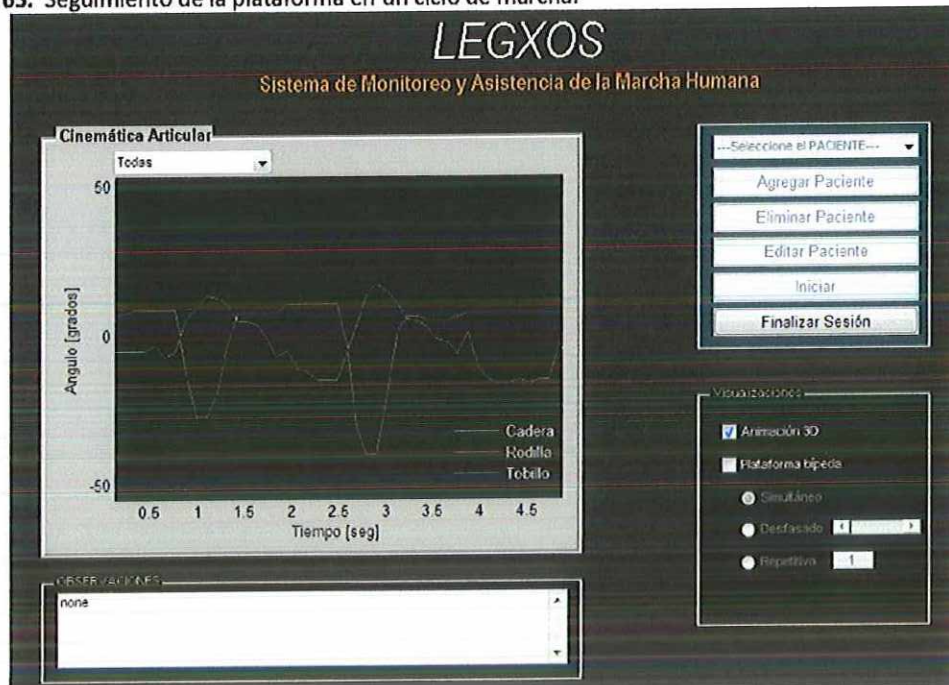 63. Seguimiento de la plataforma en un ciclo de marcha.
LEGXOS
Sistema de Monitoreo y Asistencia de la Marcha Humana
Cinemática Articular
Todas
50
0
-50
Angulo [grados]
0.5 1 1.5 2 2.5 3 3.5 4 4.5
Tiempo [seg]
Cadera
Rodilla
Tobillo
OBSERVACIONES
none
---Seleccione el PACIENTE---
Agregar Paciente
Eliminar Paciente
Editar Paciente
Iniciar
Finalizar Sesión
Visualizaciones
Animación 3D
Plataforma bípeda
Simultáneo
Desfasado
Repetitivo 1